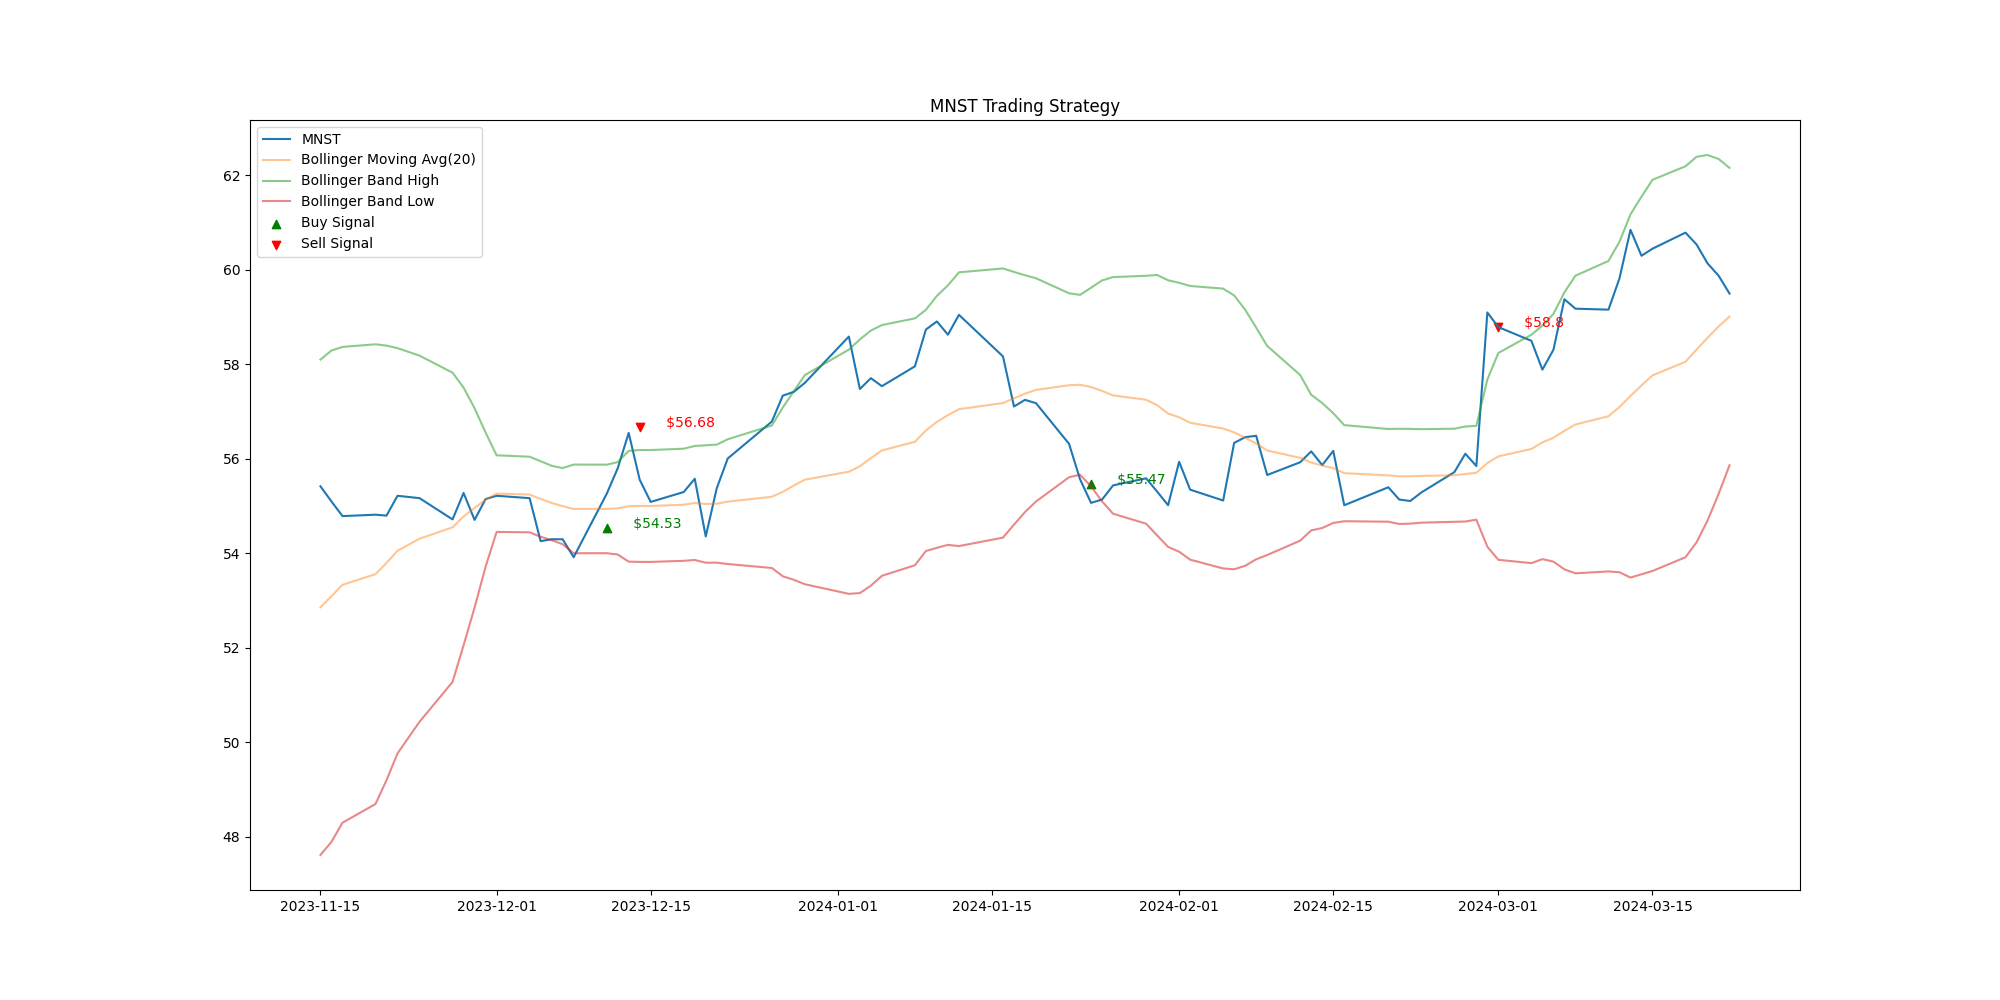 MNST Trading Strategy
MNST
Bollinger Moving Avg(20)
Bollinger Band High
Bollinger Band Low
Buy Signal
Sell Signal
62
60
58
56
54
52
50
48
$56.68
$54.53
$55.47
$58.8
2023-11-15 2023-12-01 2023-12-15 2024-01-01 2024-01-15 2024-02-01 2024-02-15 2024-03-01 2024-03-15